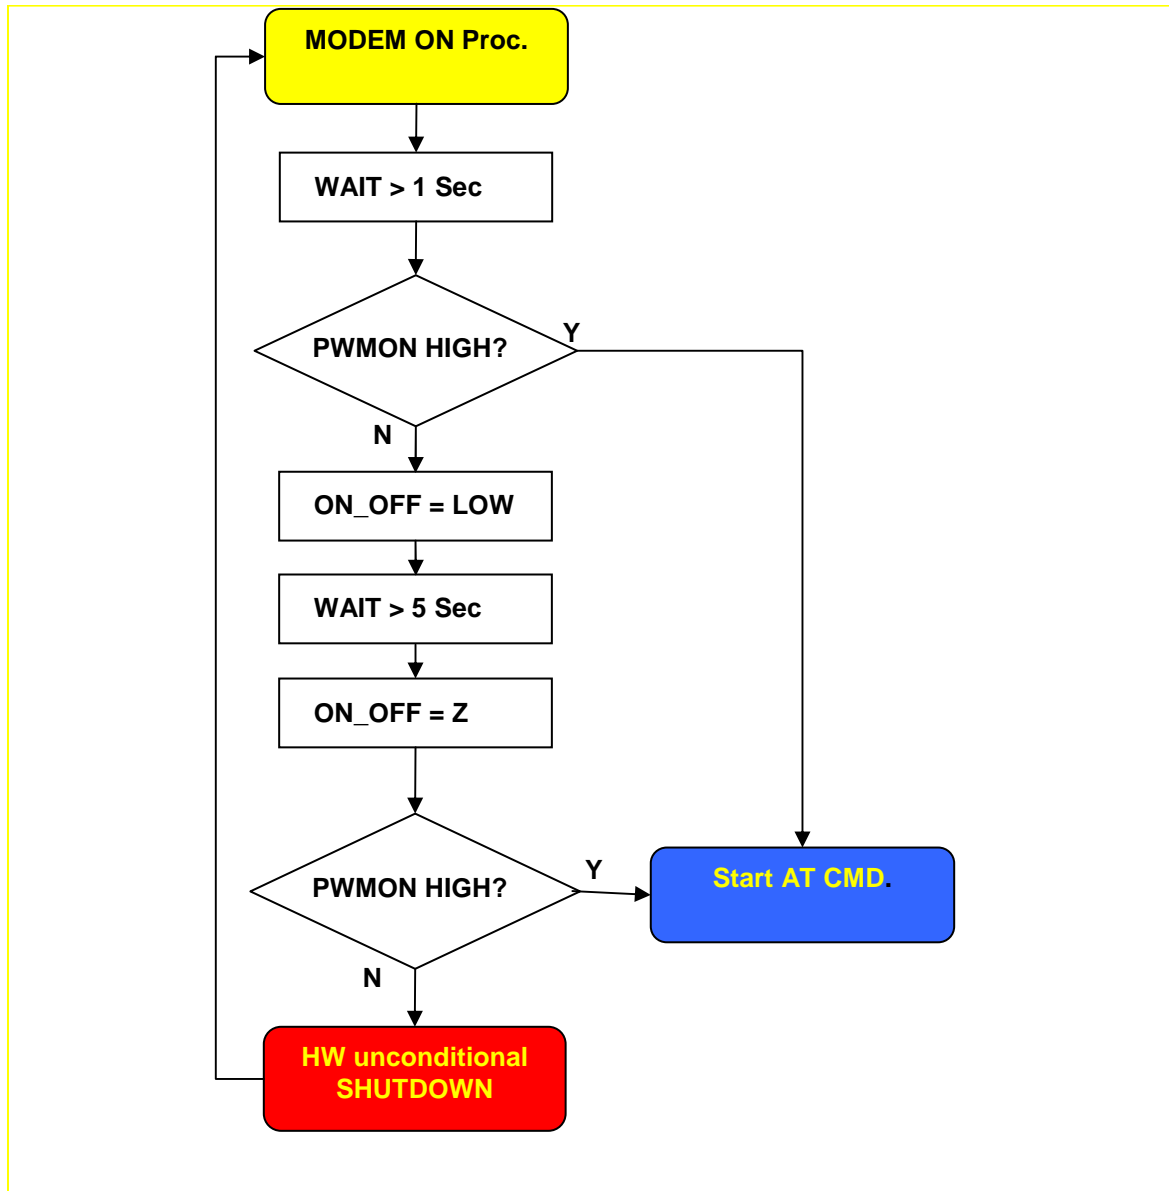 MODEM ON Proc.
WAIT > 1 Sec
PWMON HIGH?
Y
N
ON_OFF = LOW
WAIT > 5 Sec
ON_OFF = Z
PWMON HIGH?
Y
Start AT CMD.
N
HW unconditional
SHUTDOWN